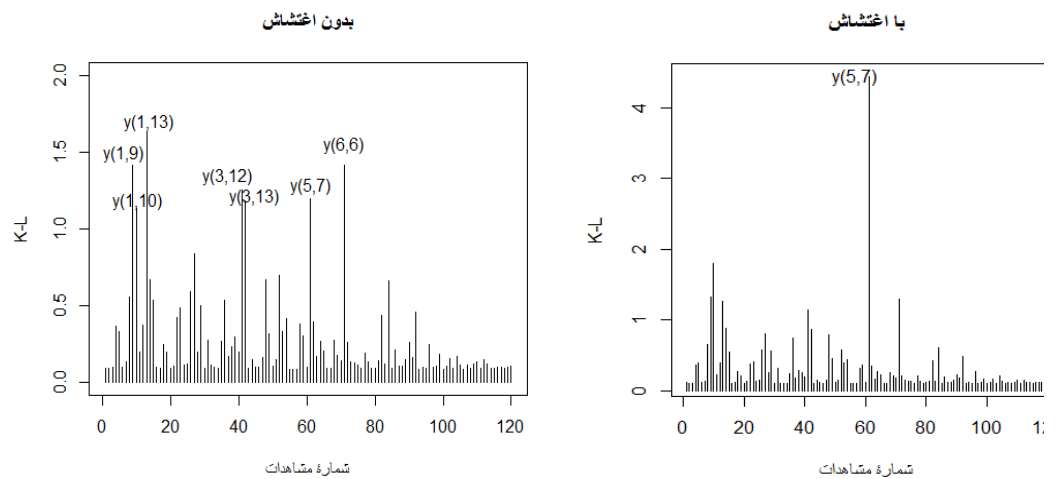 بدون اغتشاش
2.0
1.5
1.0
0.5
0.0
K-L
y(1,13)
y(1,9)
y(1,10)
y(3,12)
y(3,13)
y(5,7)
y(6,6)
0 20 40 60 80 100 120
شمارهٔ مشاهدات
با اغتشاش
4
3
2
1
0
K-L
y(5,7)
0 20 40 60 80 100 12
شمارهٔ مشاهدات